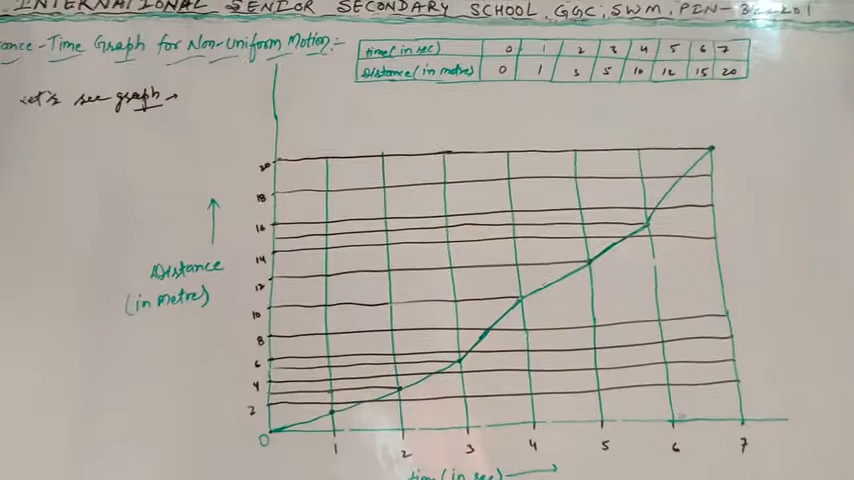 INTERNATIONAL SENIOR SECONDARY SCHOOL, GGC, SWM, PIN-
ance-Time Graph for Non-Uniform Motion:-
time(in sec) 0 1 2 3 4 5 6 7
Distance (in metre) 0 1 3 5 10 12 15 20
Let's see graph
20
18
16
14
12
10
8
6
4
2
0
Distance
(in metre)
1 2 3 4 5 6 7
time (in sec)